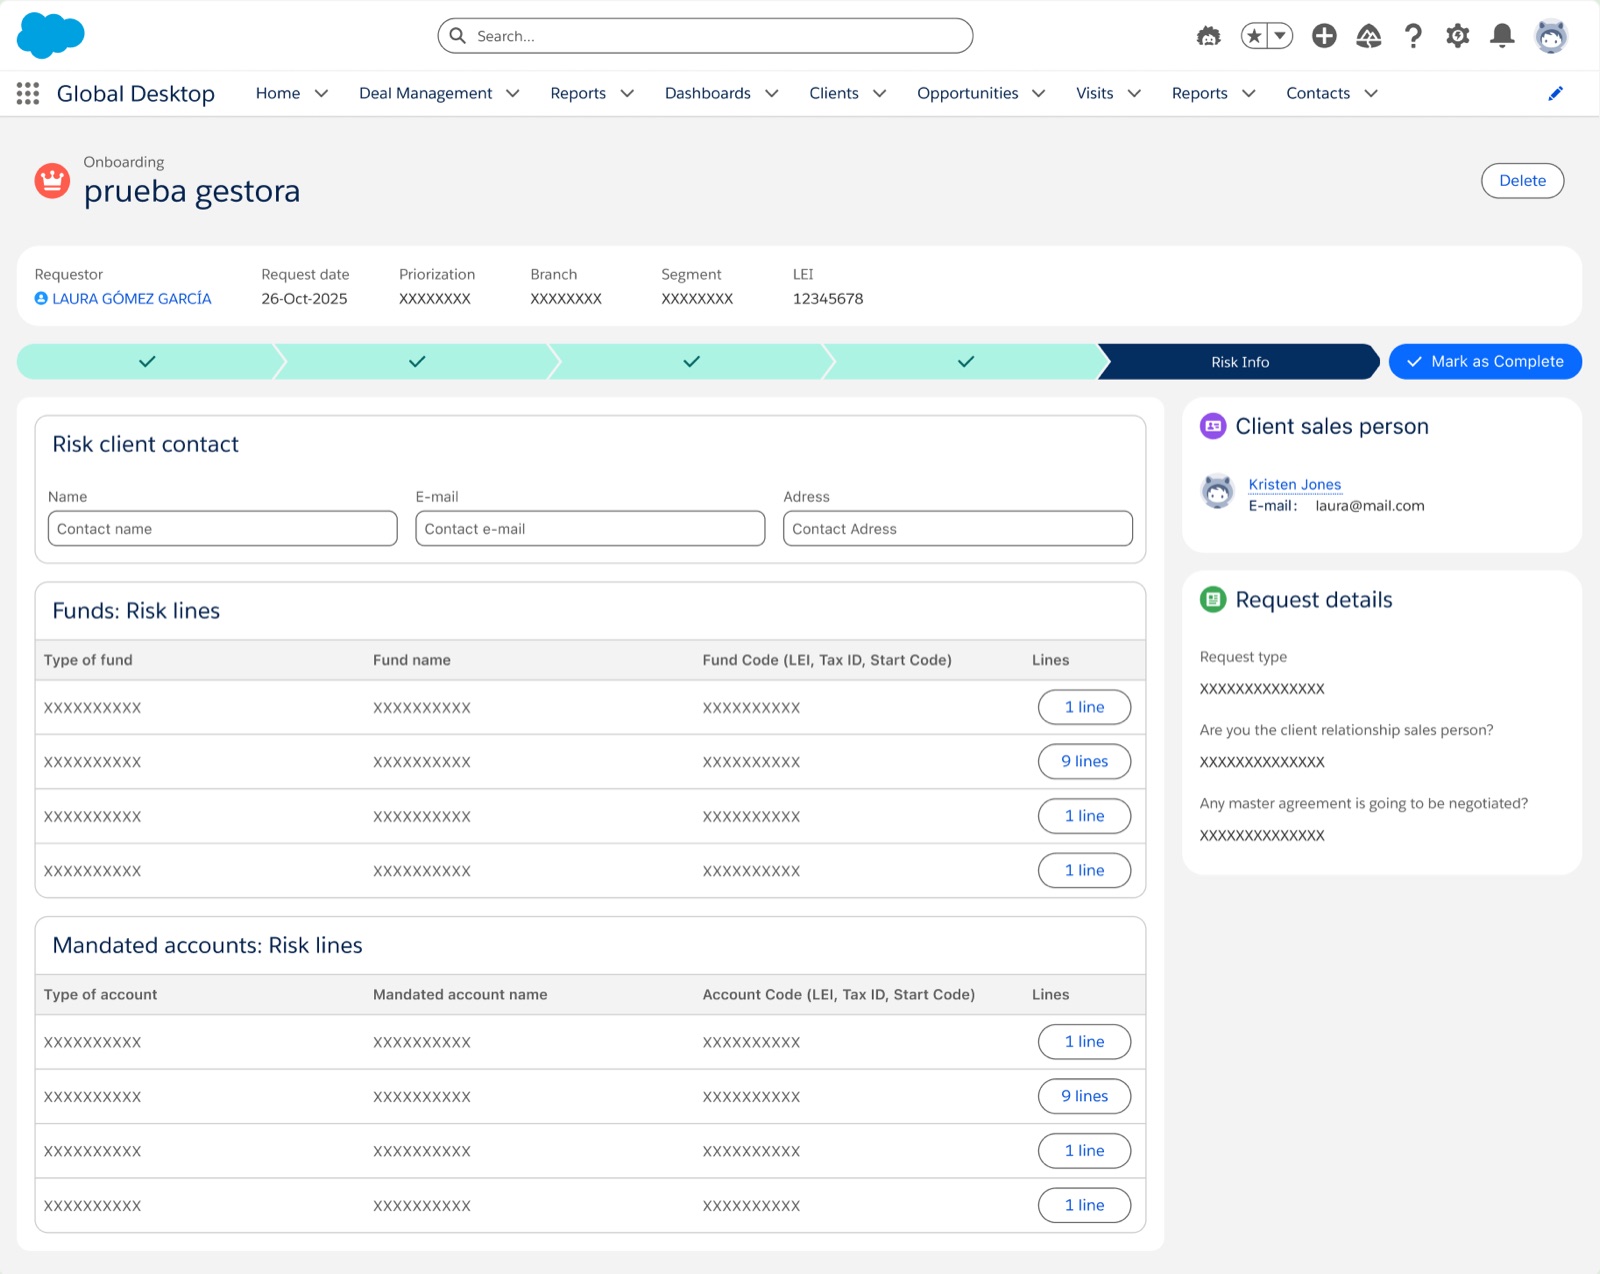 Search...
Global Desktop
Home
Deal Management
Reports
Dashboards
Clients
Opportunities
Visits
Reports
Contacts
Onboarding
prueba gestora
Delete
Requestor
LAURA GÓMEZ GARCÍA
Request date
26-Oct-2025
Priorization
XXXXXXXX
Branch
XXXXXXXX
Segment
XXXXXXXX
LEI
12345678
Risk Info
Mark as Complete
Risk client contact
Name
Contact name
E-mail
Contact e-mail
Adress
Contact Adress
Funds: Risk lines
Type of fund Fund name Fund Code (LEI, Tax ID, Start Code) Lines
XXXXXXXXXX XXXXXXXXXX XXXXXXXXXX 1 line
XXXXXXXXXX XXXXXXXXXX XXXXXXXXXX 9 lines
XXXXXXXXXX XXXXXXXXXX XXXXXXXXXX 1 line
XXXXXXXXXX XXXXXXXXXX XXXXXXXXXX 1 line
Mandated accounts: Risk lines
Type of account Mandated account name Account Code (LEI, Tax ID, Start Code) Lines
XXXXXXXXXX XXXXXXXXXX XXXXXXXXXX 1 line
XXXXXXXXXX XXXXXXXXXX XXXXXXXXXX 9 lines
XXXXXXXXXX XXXXXXXXXX XXXXXXXXXX 1 line
XXXXXXXXXX XXXXXXXXXX XXXXXXXXXX 1 line
Client sales person
Kristen Jones
E-mail: laura@mail.com
Request details
Request type
XXXXXXXXXXXXXX
Are you the client relationship sales person?
XXXXXXXXXXXXXX
Any master agreement is going to be negotiated?
XXXXXXXXXXXXXX